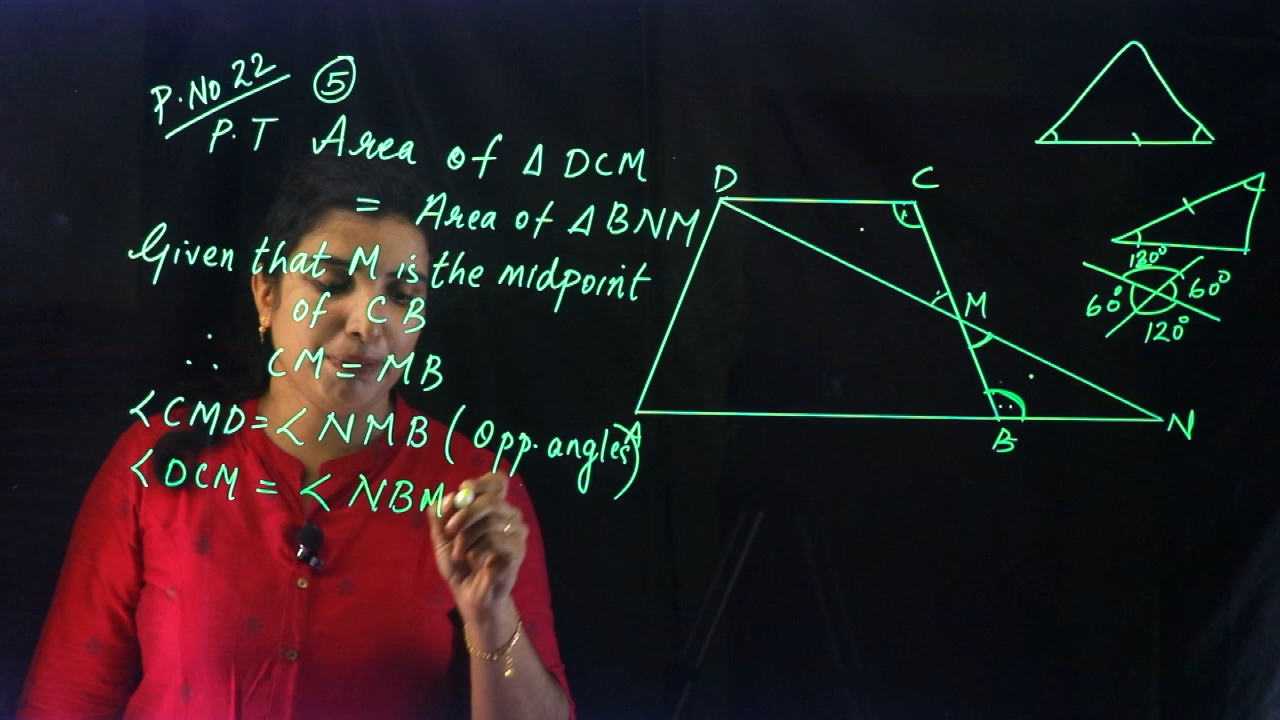 P.No 22 ⑤
P.T Area of Δ DCM
= Area of Δ BNM
Given that M is the midpoint
of CB
∴ CM = MB
<CMD = <NMB (Opp. angles)
<DCM = <NBM
D C
M
A B N
120°
60° 60°
120°